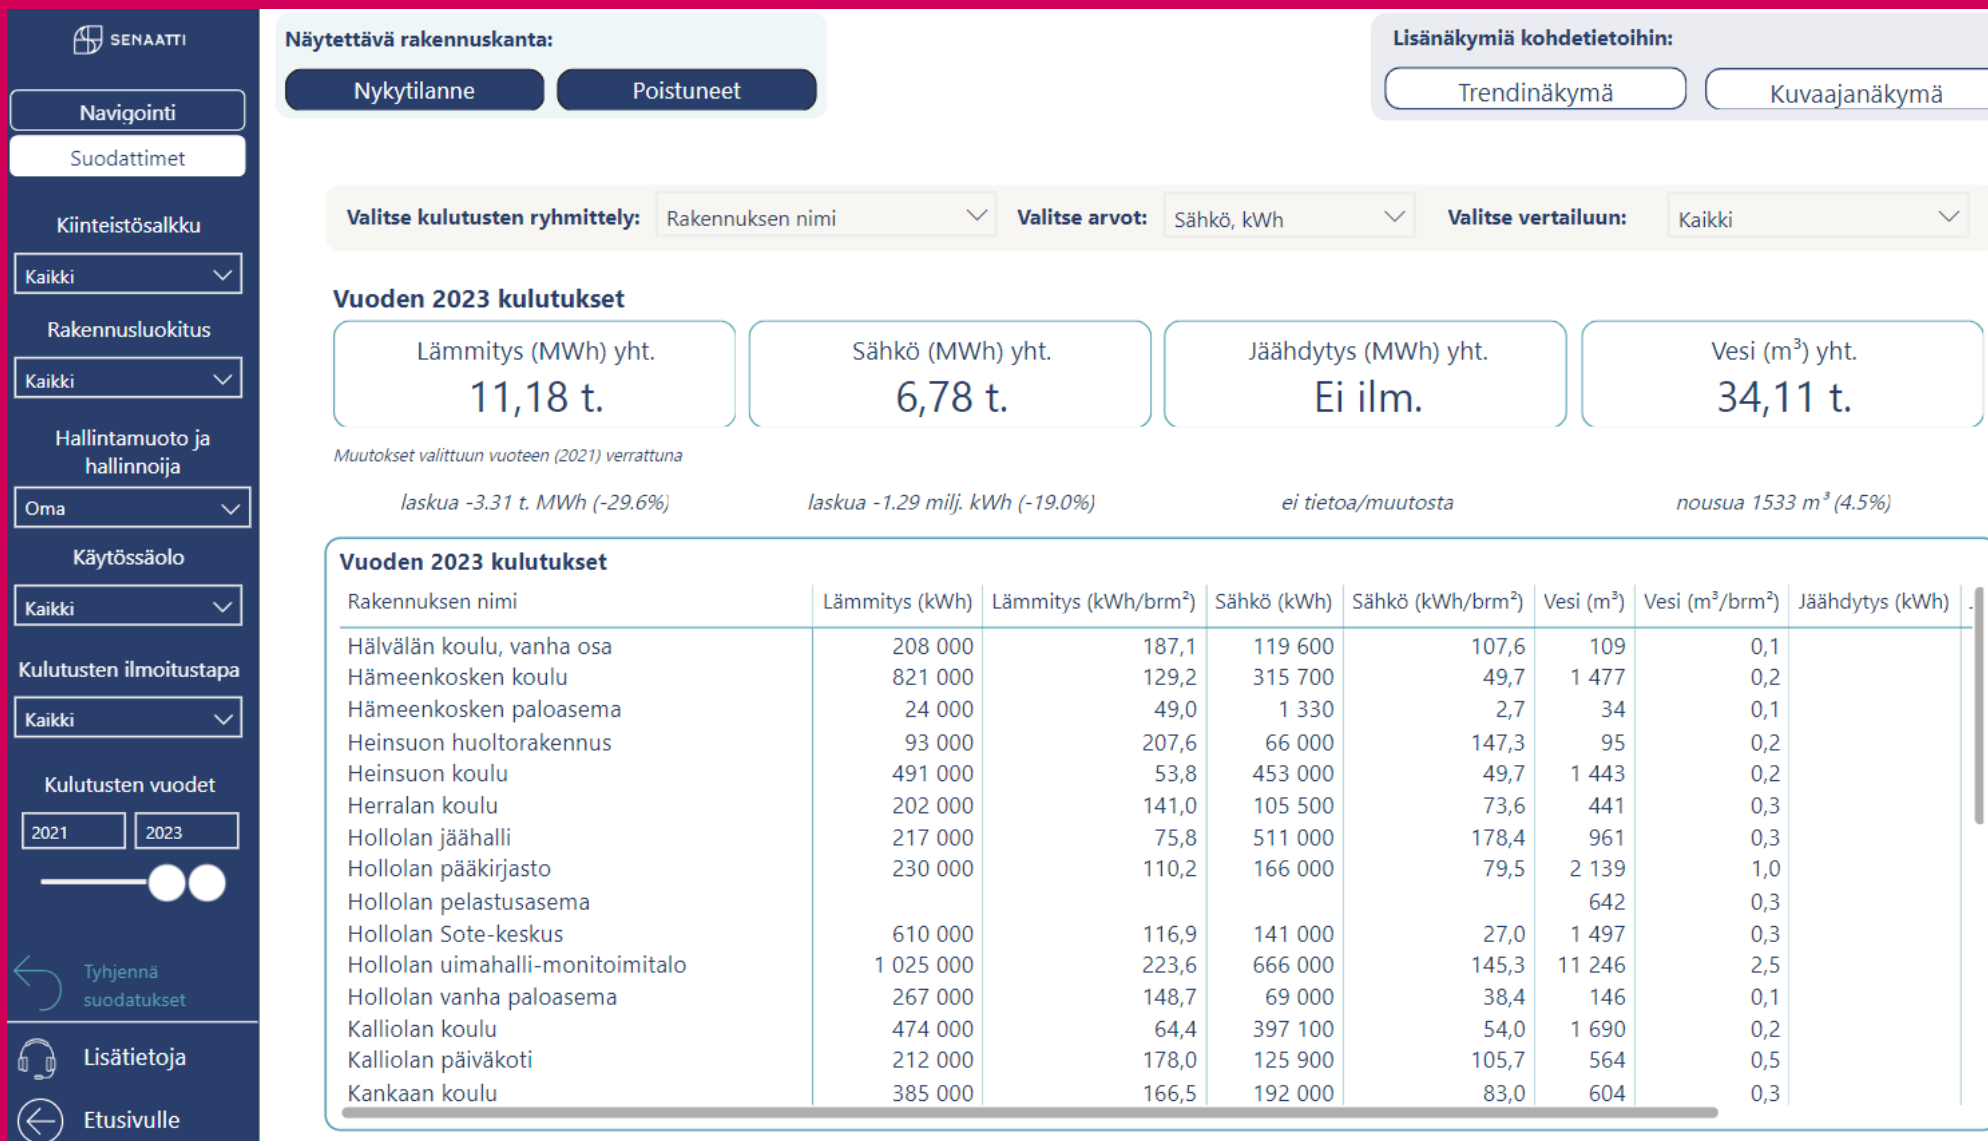 SENAATTI
Navigointi
Suodattimet
Kiinteistösalkku
Kaikki
Rakennusluokitus
Kaikki
Hallintamuoto ja
hallinnoija
Oma
Käytössäolo
Kaikki
Kulutusten ilmoitustapa
Kaikki
Kulutusten vuodet
2021 2023
Tyhjennä
suodatukset
Lisätietoja
Etusivulle
Näytettävä rakennuskanta:
Nykytilanne Poistuneet
Lisänäkymiä kohdetietoihin:
Trendinäkymä Kuvaajanäkymä
Valitse kulutusten ryhmittely: Rakennuksen nimi Valitse arvot: Sähkö, kWh Valitse vertailuun: Kaikki
Vuoden 2023 kulutukset
Lämmitys (MWh) yht. Sähkö (MWh) yht. Jäähdytys (MWh) yht. Vesi (m³) yht.
11,18 t. 6,78 t. Ei ilm. 34,11 t.
Muutokset valittuun vuoteen (2021) verrattuna
laskua -3.31 t. MWh (-29.6%) laskua -1.29 milj. kWh (-19.0%) ei tietoa/muutosta nousua 1533 m³ (4.5%)
Vuoden 2023 kulutukset
Rakennuksen nimi Lämmitys (kWh) Lämmitys (kWh/brm²) Sähkö (kWh) Sähkö (kWh/brm²) Vesi (m³) Vesi (m³/brm²) Jäähdytys (kWh)
Hälvälän koulu, vanha osa 208 000 187,1 119 600 107,6 109 0,1
Hämeenkosken koulu 821 000 129,2 315 700 49,7 1 477 0,2
Hämeenkosken paloasema 24 000 49,0 1 330 2,7 34 0,1
Heinsuon huoltorakennus 93 000 207,6 66 000 147,3 95 0,2
Heinsuon koulu 491 000 53,8 453 000 49,7 1 443 0,2
Herralan koulu 202 000 141,0 105 500 73,6 441 0,3
Hollolan jäähalli 217 000 75,8 511 000 178,4 961 0,3
Hollolan pääkirjasto 230 000 110,2 166 000 79,5 2 139 1,0
Hollolan pelastusasema 642 0,3
Hollolan Sote-keskus 610 000 116,9 141 000 27,0 1 497 0,3
Hollolan uimahalli-monitoimitalo 1 025 000 223,6 666 000 145,3 11 246 2,5
Hollolan vanha paloasema 267 000 148,7 69 000 38,4 146 0,1
Kalliolan koulu 474 000 64,4 397 100 54,0 1 690 0,2
Kalliolan päiväkoti 212 000 178,0 125 900 105,7 564 0,5
Kankaan koulu 385 000 166,5 192 000 83,0 604 0,3